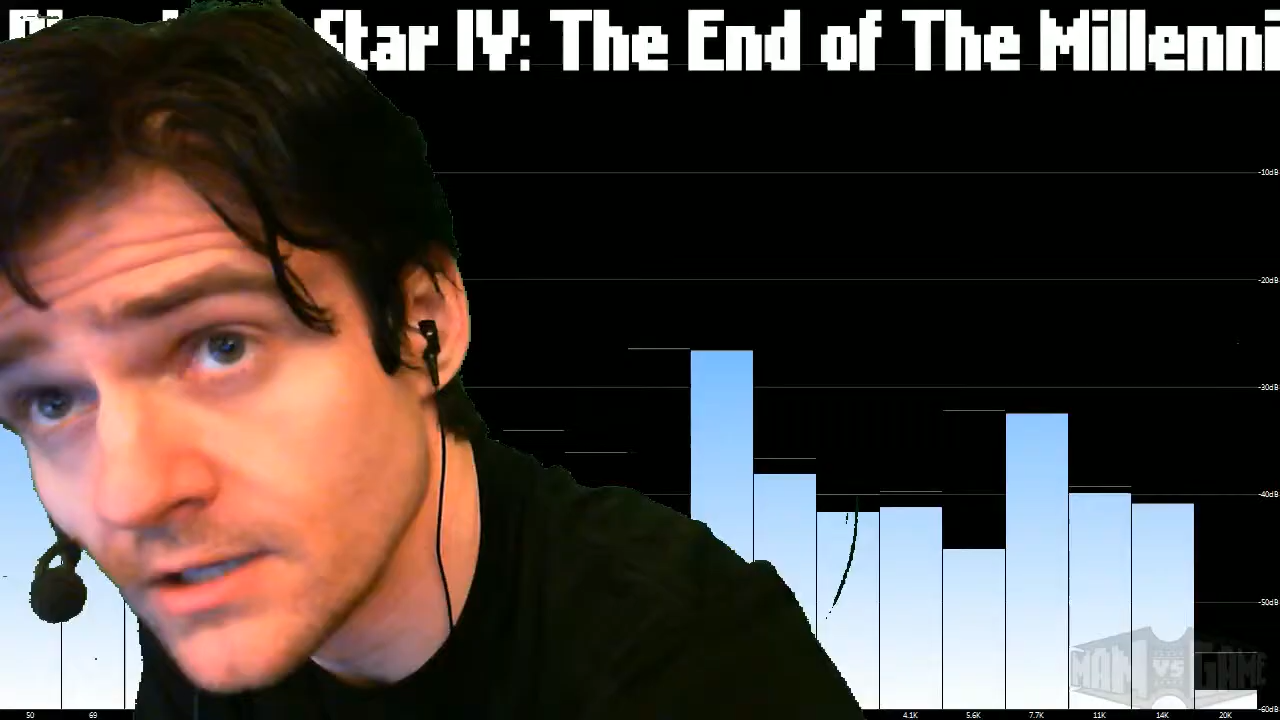 Star IV: The End of The Millenni
-10dB
-20dB
-30dB
-40dB
-50dB
-60dB
MAN VS GAME
50 69 4.1K 5.6K 7.7K 11K 14K 20K